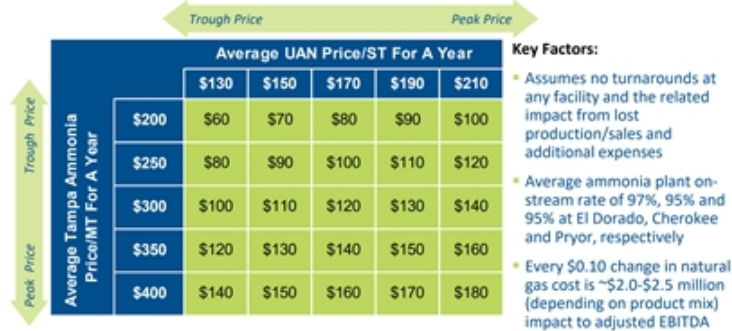 Trough Price Peak Price
Average UAN Price/ST For A Year
$130 $150 $170 $190 $210
Average Tampa Ammonia
Price/MT For A Year
Trough Price
Peak Price
$200 $60 $70 $80 $90 $100
$250 $80 $90 $100 $110 $120
$300 $100 $110 $120 $130 $140
$350 $120 $130 $140 $150 $160
$400 $140 $150 $160 $170 $180
Key Factors:
▪ Assumes no turnarounds at
any facility and the related
impact from lost
production/sales and
additional expenses
▪ Average ammonia plant on-
stream rate of 97%, 95% and
95% at El Dorado, Cherokee
and Pryor, respectively
▪ Every $0.10 change in natural
gas cost is ~$2.0-$2.5 million
(depending on product mix)
impact to adjusted EBITDA